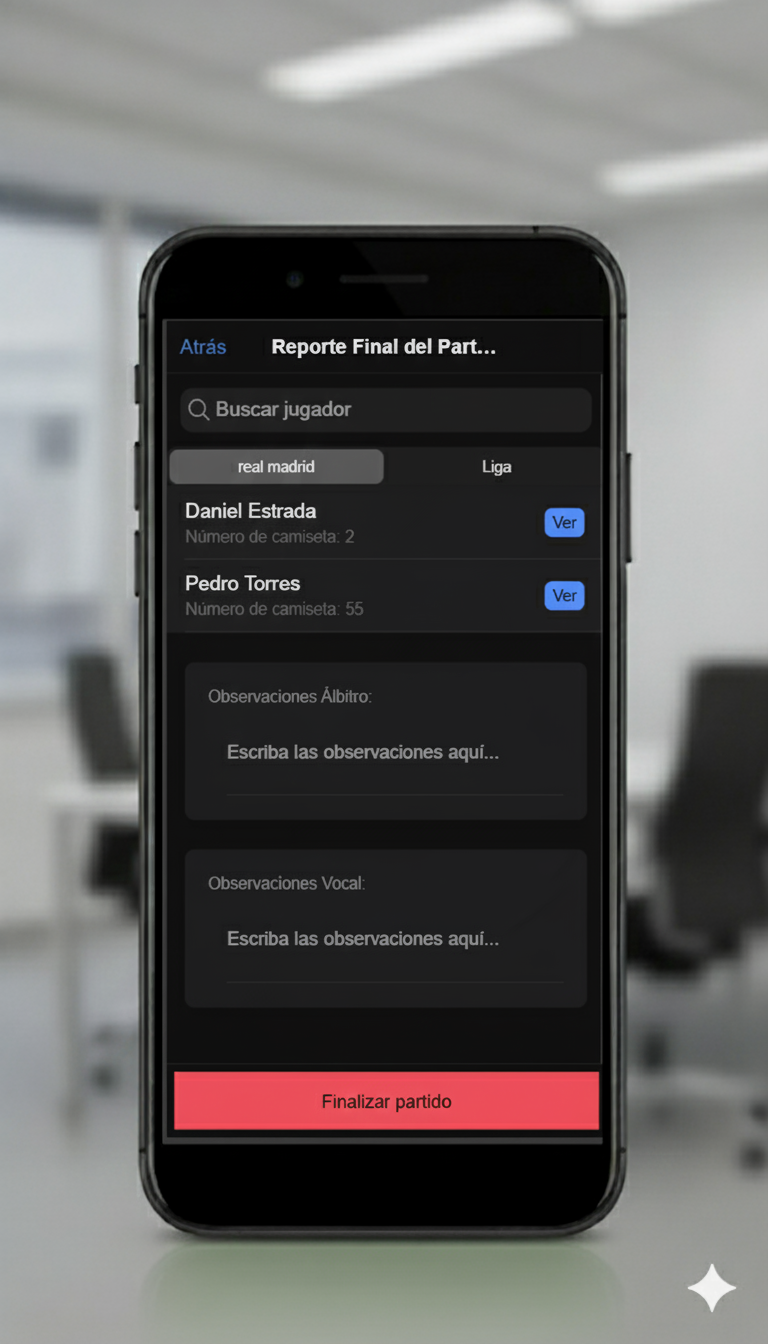 Atrás
Reporte Final del Part...
Buscar jugador
real madrid
Liga
Daniel Estrada
Número de camiseta: 2
Ver
Pedro Torres
Número de camiseta: 55
Ver
Observaciones Álbitro:
Escriba las observaciones aquí...
Observaciones Vocal:
Escriba las observaciones aquí...
Finalizar partido